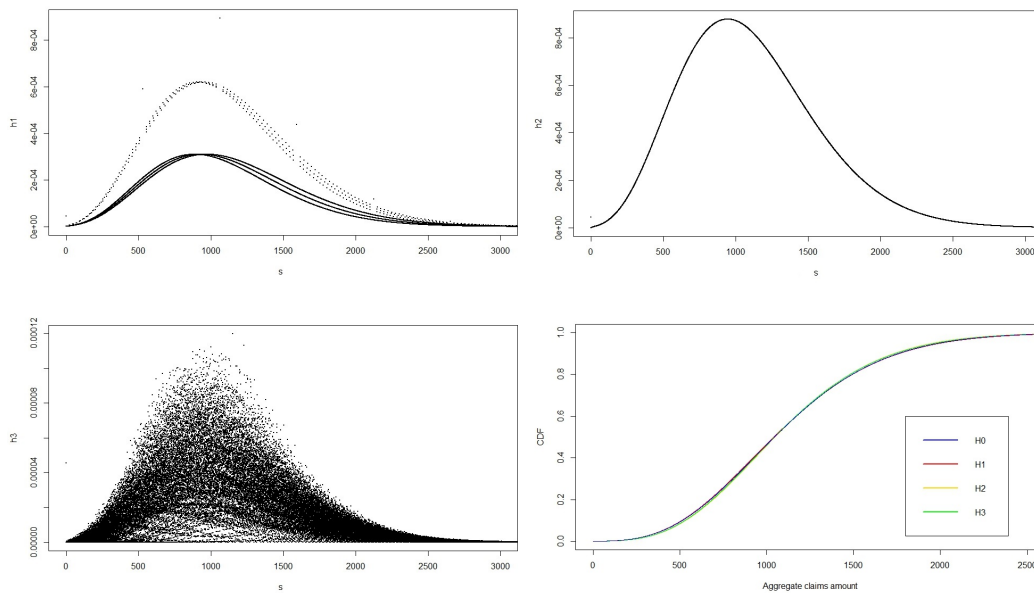 8e-04
6e-04
4e-04
2e-04
0e+00
h1
0 500 1000 1500 2000 2500 3000
s
8e-04
6e-04
4e-04
2e-04
0e+00
h2
0 500 1000 1500 2000 2500 3000
s
0.00012
0.00008
0.00004
0.00000
h3
0 500 1000 1500 2000 2500 3000
s
1.0
0.8
0.6
0.4
0.2
0.0
CDF
H0
H1
H2
H3
0 500 1000 1500 2000 2500
Aggregate claims amount